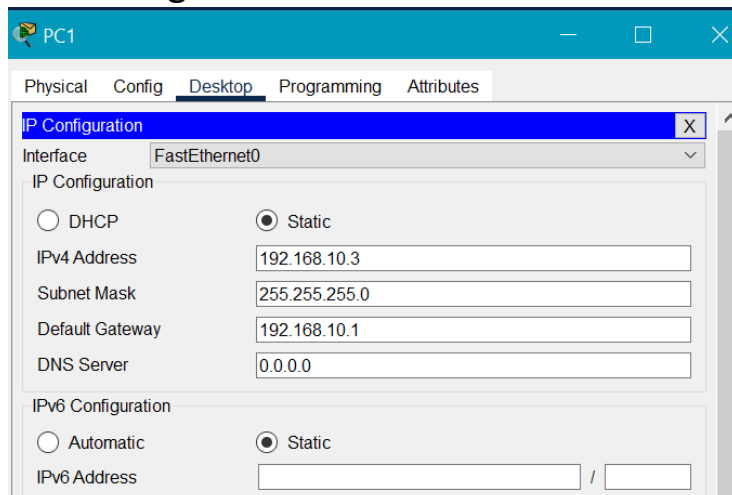 PC1
Physical Config Desktop Programming Attributes
IP Configuration X
Interface FastEthernet0
IP Configuration
DHCP Static
IPv4 Address 192.168.10.3
Subnet Mask 255.255.255.0
Default Gateway 192.168.10.1
DNS Server 0.0.0.0
IPv6 Configuration
Automatic Static
IPv6 Address /